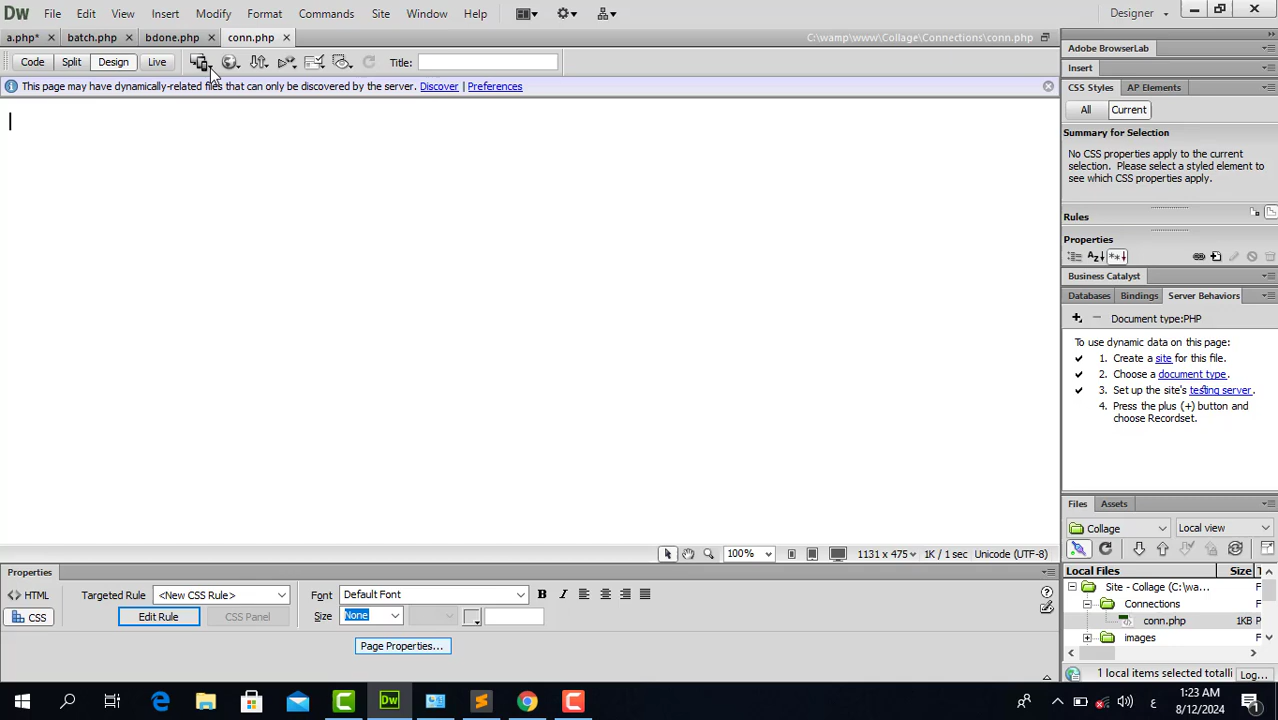 Dw File Edit View Insert Modify Format Commands Site Window Help Designer
a.php* batch.php bdone.php conn.php C:\wamp\www\Collage\Connections\conn.php
Code Split Design Live Title:
This page may have dynamically-related files that can only be discovered by the server. Discover | Preferences
Adobe BrowserLab
Insert
CSS Styles AP Elements
All Current
Summary for Selection
No CSS properties apply to the current
selection. Please select a styled element to
see which CSS properties apply.
Rules
Properties
Business Catalyst
Databases Bindings Server Behaviors
Document type:PHP
To use dynamic data on this page:
1. Create a site for this file.
2. Choose a document type.
3. Set up the site's testing server.
4. Press the plus (+) button and
choose Recordset.
Files Assets
Collage Local view
Local Files Size
Site - Collage (C:\wa... F
Connections F
conn.php 1KB P
images F
1 local items selected totalli Log...
100% 1131 x 475 1K / 1 sec Unicode (UTF-8)
Properties
HTML Targeted Rule <New CSS Rule> Font Default Font B I
CSS Edit Rule CSS Panel Size None
Page Properties...
Dw ع 1:23 AM
8/12/2024 1